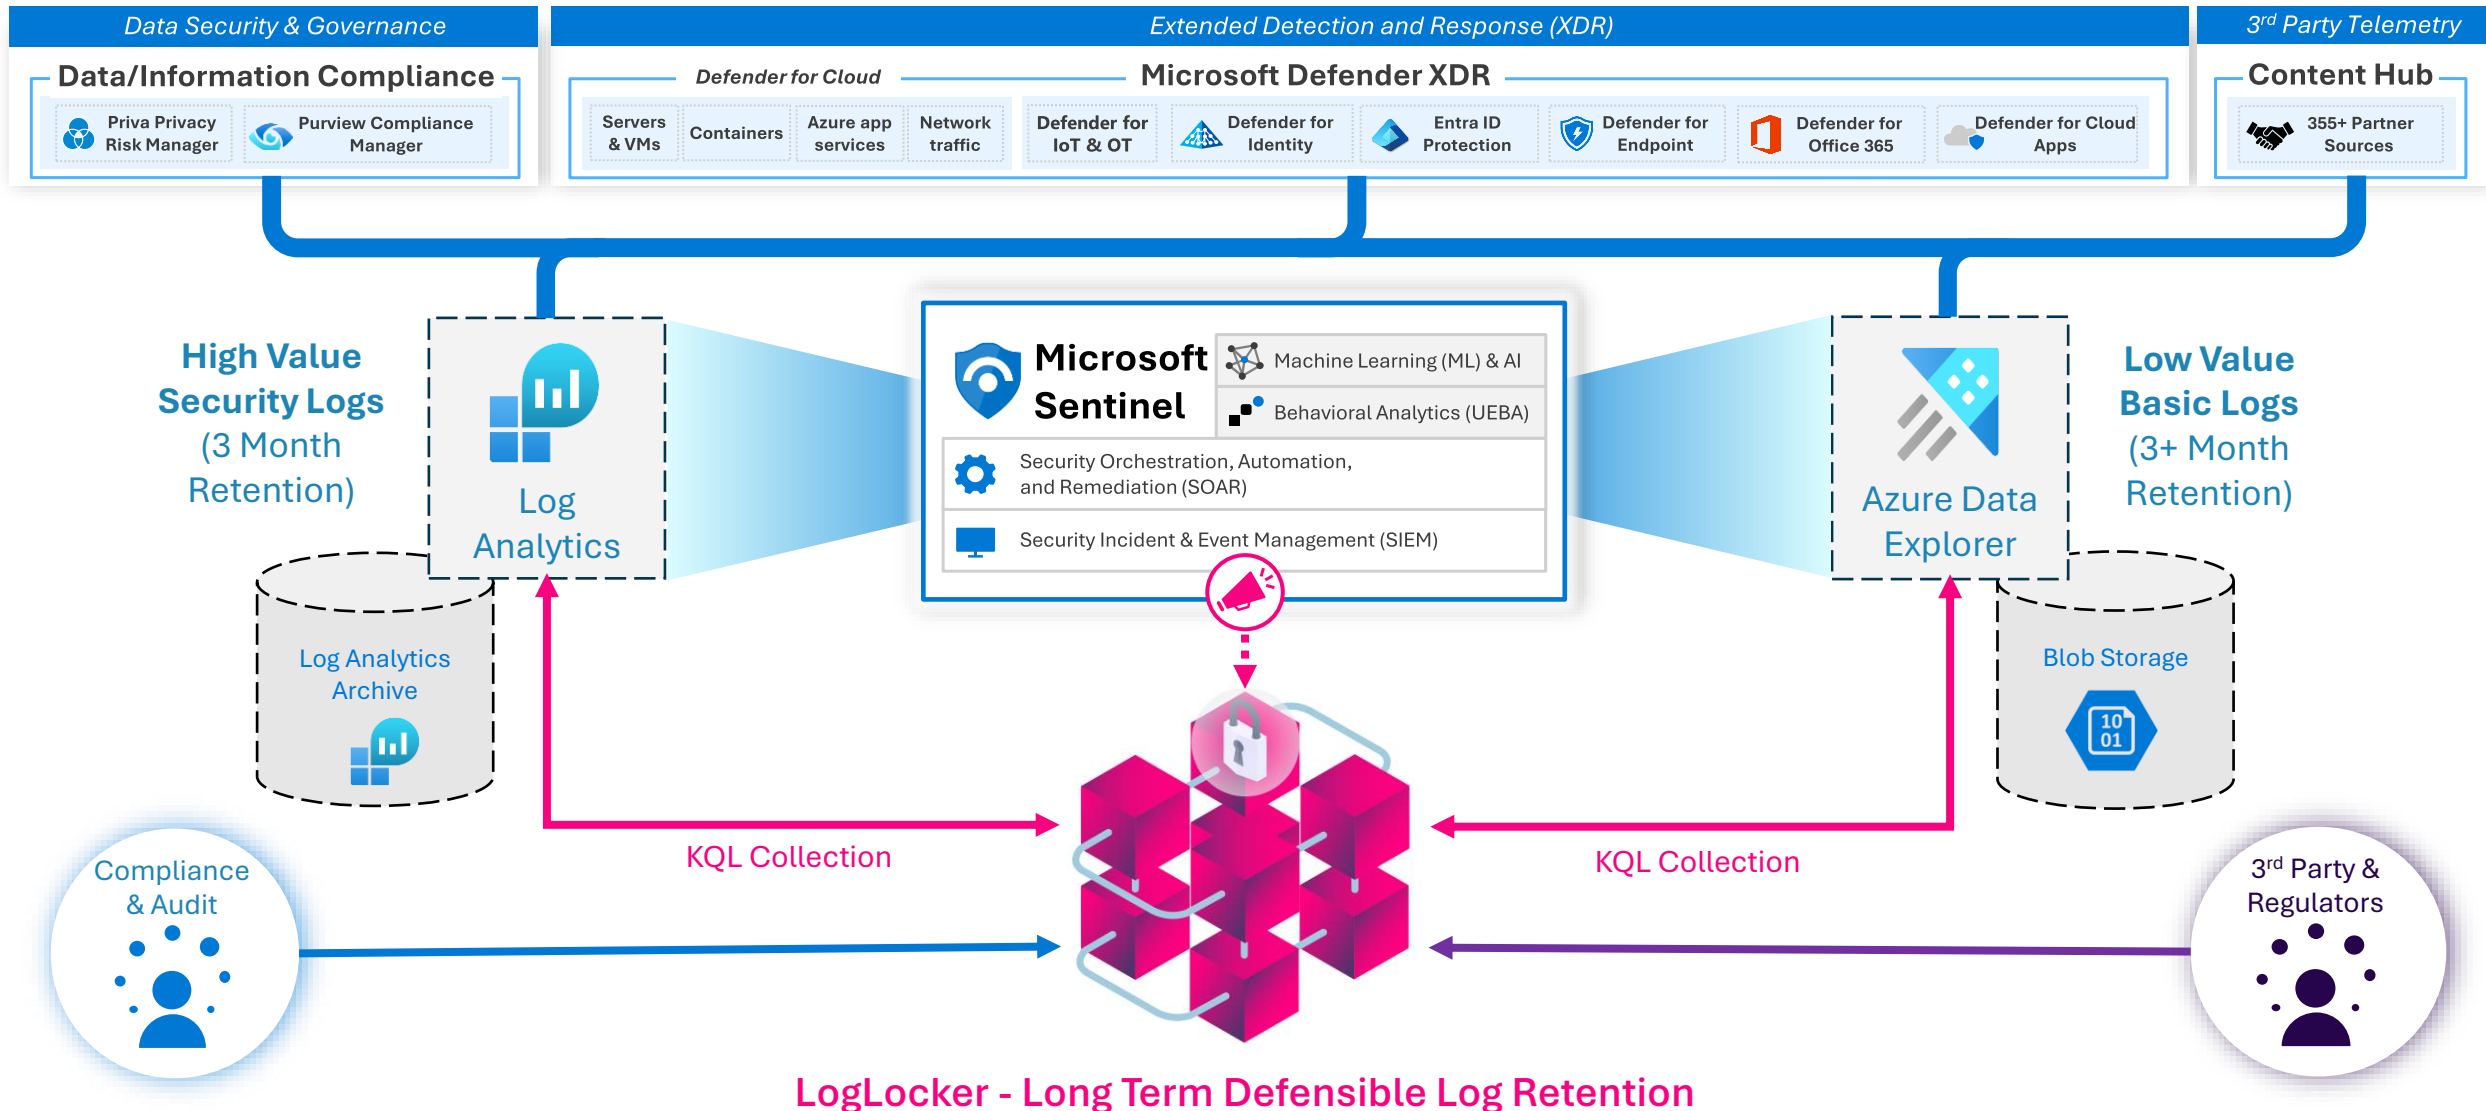 Data Security & Governance
Extended Detection and Response (XDR)
3rd Party Telemetry
Data/Information Compliance
Defender for Cloud
Microsoft Defender XDR
Content Hub
Priva Privacy
Risk Manager
Purview Compliance
Manager
Servers
& VMs
Containers
Azure app
services
Network
traffic
Defender for
IoT & OT
Defender for
Identity
Entra ID
Protection
Defender for
Endpoint
Defender for
Office 365
Defender for Cloud
Apps
355+ Partner
Sources
High Value
Security Logs
(3 Month
Retention)
Log
Analytics
Microsoft
Sentinel
Machine Learning (ML) & AI
Behavioral Analytics (UEBA)
Security Orchestration, Automation,
and Remediation (SOAR)
Security Incident & Event Management (SIEM)
Azure Data
Explorer
Low Value
Basic Logs
(3+ Month
Retention)
Log Analytics
Archive
Blob Storage
10
01
KQL Collection
KQL Collection
Compliance
& Audit
3rd Party &
Regulators
LogLocker - Long Term Defensible Log Retention